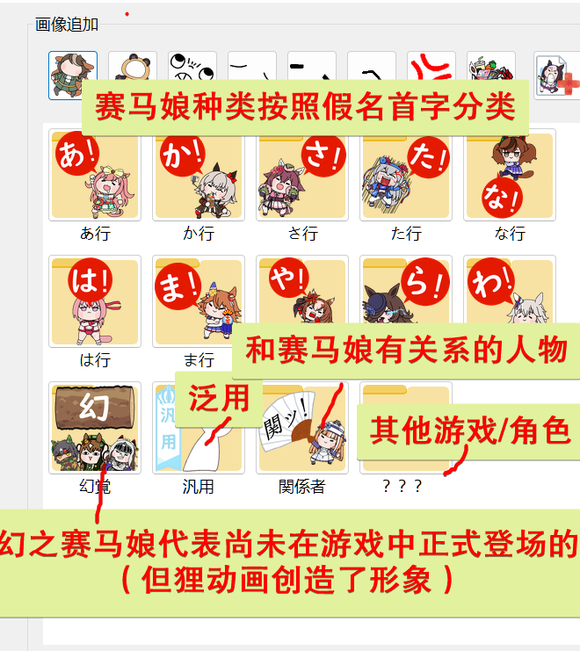 画像追加
赛马娘种类按照假名首字分类
あ!
か!
さ!
た!
な!
あ行
か行
さ行
た行
な行
は!
ま!
や!
ら!
わ!
は行
ま行
和赛马娘有关系的人物
泛用
幻
汎用
関ッ!
其他游戏/角色
幻覚
汎用
関係者
???
幻之赛马娘代表尚未在游戏中正式登场的
(但狸动画创造了形象)